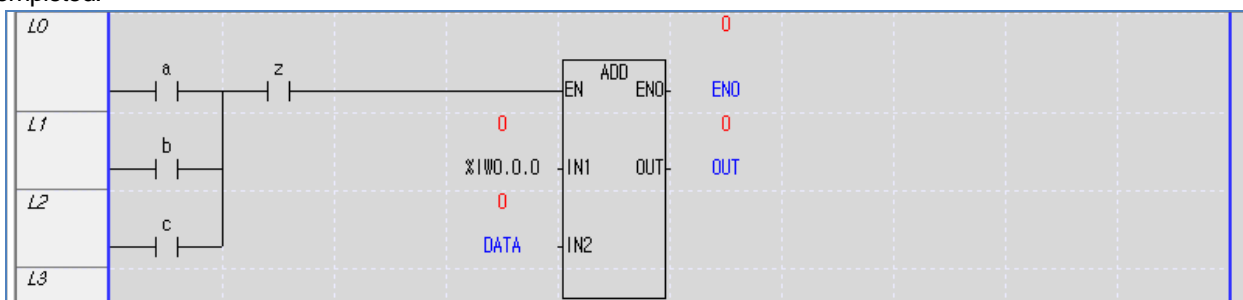 ompleted.
L0 0
a z ADD
EN ENO ENO
L1 0 0
b
%IW0.0.0 IN1 OUT OUT
L2 0
c
DATA IN2
L3